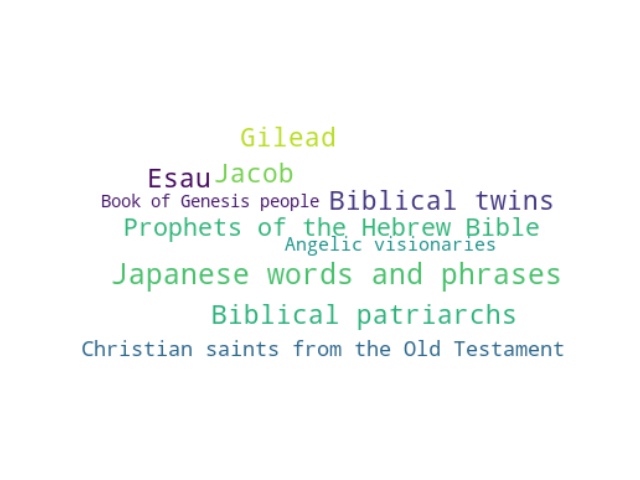 Gilead
Esau Jacob
Book of Genesis people Biblical twins
Prophets of the Hebrew Bible
Angelic visionaries
Japanese words and phrases
Biblical patriarchs
Christian saints from the Old Testament